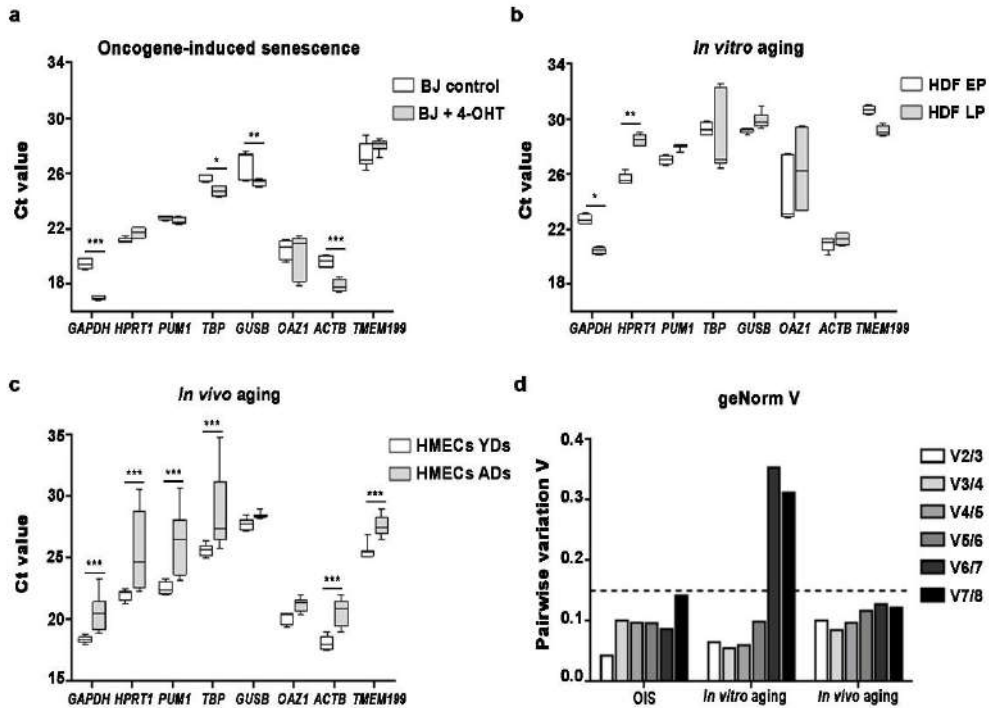 a
Oncogene-induced senescence
Ct value
34
30
26
22
18
BJ control
BJ + 4-OHT
***
*
**
***
GAPDH HPRT1 PUM1 TBP GUSB OAZ1 ACTB TMEM199
b
In vitro aging
Ct value
34
30
26
22
18
HDF EP
HDF LP
*
**
GAPDH HPRT1 PUM1 TBP GUSB OAZ1 ACTB TMEM199
c
In vivo aging
Ct value
35
30
25
20
15
HMECs YDs
HMECs ADs
***
***
***
***
***
***
GAPDH HPRT1 PUM1 TBP GUSB OAZ1 ACTB TMEM199
d
geNorm V
Pairwise variation V
0.4
0.3
0.2
0.1
0.0
V2/3
V3/4
V4/5
V5/6
V6/7
V7/8
OIS In vitro aging In vivo aging